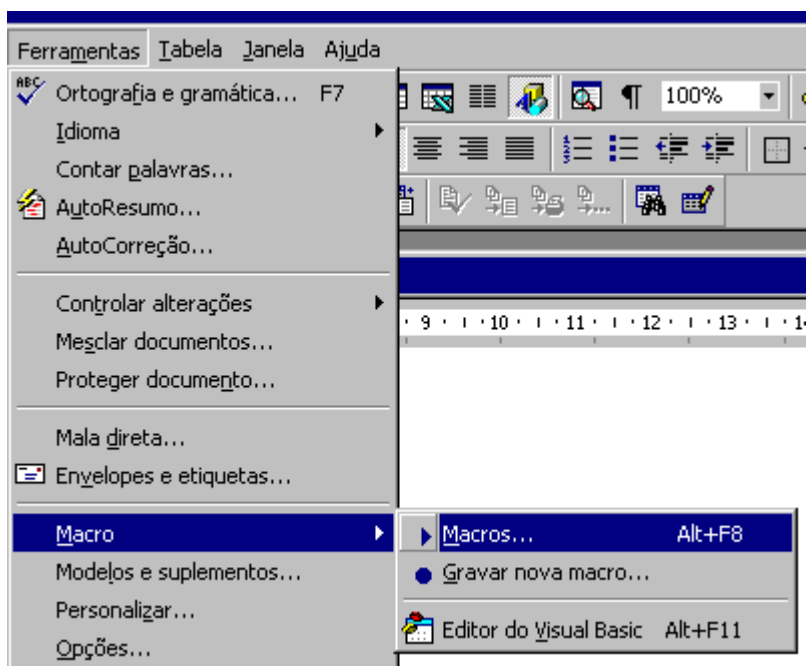 Ferramentas Tabela Janela Ajuda
ABC Ortografia e gramática... F7
100%
Idioma
Contar palavras...
AutoResumo...
AutoCorreção...
Controlar alterações
9 10 11 12 13
Mesclar documentos...
Proteger documento...
Mala direta...
Envelopes e etiquetas...
Macro
Macros... Alt+F8
Modelos e suplementos...
Gravar nova macro...
Personalizar...
Editor do Visual Basic Alt+F11
Opções...